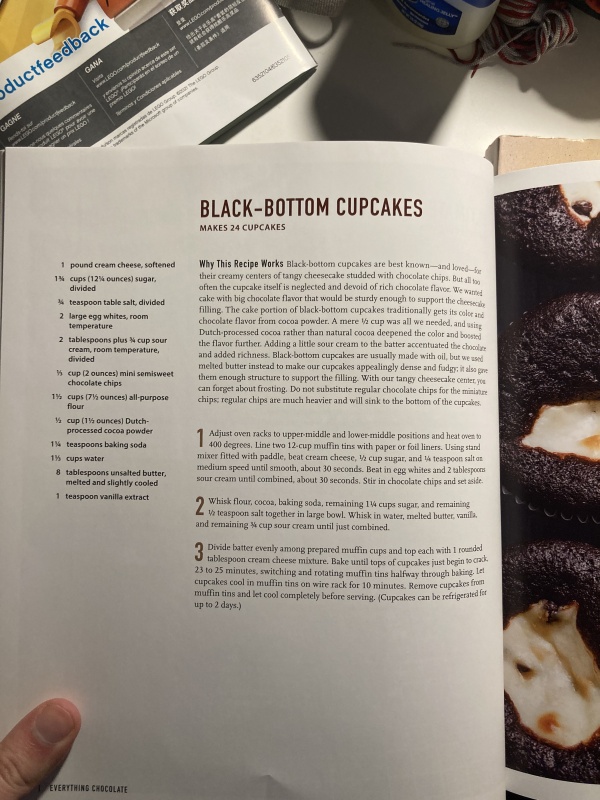 oductfeedback
GAGNE
GANA
www.LEGO.com/productfeedback
Términos y Condiciones aplicables
6352104/6352107
BLACK-BOTTOM CUPCAKES
MAKES 24 CUPCAKES
1 pound cream cheese, softened
1¾ cups (12¼ ounces) sugar,
divided
¾ teaspoon table salt, divided
2 large egg whites, room
temperature
2 tablespoons plus ¾ cup sour
cream, room temperature,
divided
⅓ cup (2 ounces) mini semisweet
chocolate chips
1½ cups (7½ ounces) all-purpose
flour
½ cup (1½ ounces) Dutch-
processed cocoa powder
1¼ teaspoons baking soda
1⅓ cups water
8 tablespoons unsalted butter,
melted and slightly cooled
1 teaspoon vanilla extract
Why This Recipe Works Black-bottom cupcakes are best known—and loved—for
their creamy centers of tangy cheesecake studded with chocolate chips. But all too
often the cupcake itself is neglected and devoid of rich chocolate flavor. We wanted
cake with big chocolate flavor that would be sturdy enough to support the cheesecake
filling. The cake portion of black-bottom cupcakes traditionally gets its color and
chocolate flavor from cocoa powder. A mere ½ cup was all we needed, and using
Dutch-processed cocoa rather than natural cocoa deepened the color and boosted
the flavor further. Adding a little sour cream to the batter accentuated the chocolate
and added richness. Black-bottom cupcakes are usually made with oil, but we used
melted butter instead to make our cupcakes appealingly dense and fudgy; it also gave
them enough structure to support the filling. With our tangy cheesecake center, you
can forget about frosting. Do not substitute regular chocolate chips for the miniature
chips; regular chips are much heavier and will sink to the bottom of the cupcakes.
1 Adjust oven racks to upper-middle and lower-middle positions and heat oven to
400 degrees. Line two 12-cup muffin tins with paper or foil liners. Using stand
mixer fitted with paddle, beat cream cheese, ½ cup sugar, and ¼ teaspoon salt on
medium speed until smooth, about 30 seconds. Beat in egg whites and 2 tablespoons
sour cream until combined, about 30 seconds. Stir in chocolate chips and set aside.
2 Whisk flour, cocoa, baking soda, remaining 1¼ cups sugar, and remaining
½ teaspoon salt together in large bowl. Whisk in water, melted butter, vanilla,
and remaining ¾ cup sour cream until just combined.
3 Divide batter evenly among prepared muffin cups and top each with 1 rounded
tablespoon cream cheese mixture. Bake until tops of cupcakes just begin to crack,
23 to 25 minutes, switching and rotating muffin tins halfway through baking. Let
cupcakes cool in muffin tins on wire rack for 10 minutes. Remove cupcakes from
muffin tins and let cool completely before serving. (Cupcakes can be refrigerated for
up to 2 days.)
EVERYTHING CHOCOLATE